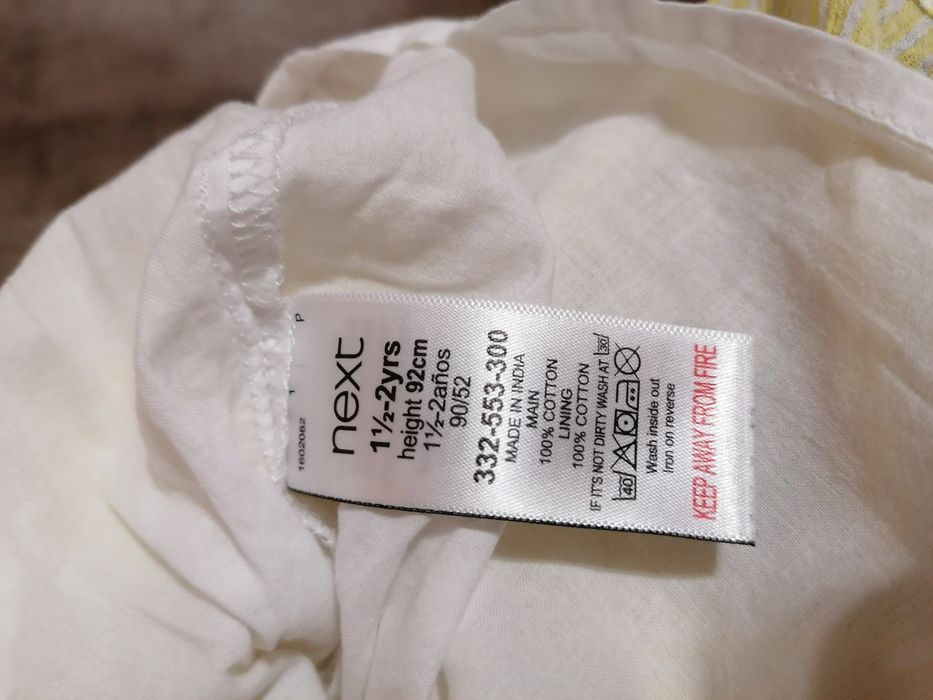 1602082 1 P
next
1½-2yrs
height 92cm
1½-2años
90/52
332-553-300
MADE IN INDIA
MAIN
100% COTTON
LINING
100% COTTON
IF IT'S NOT DIRTY WASH AT 30
40
Wash inside out
Iron on reverse
KEEP AWAY FROM FIRE